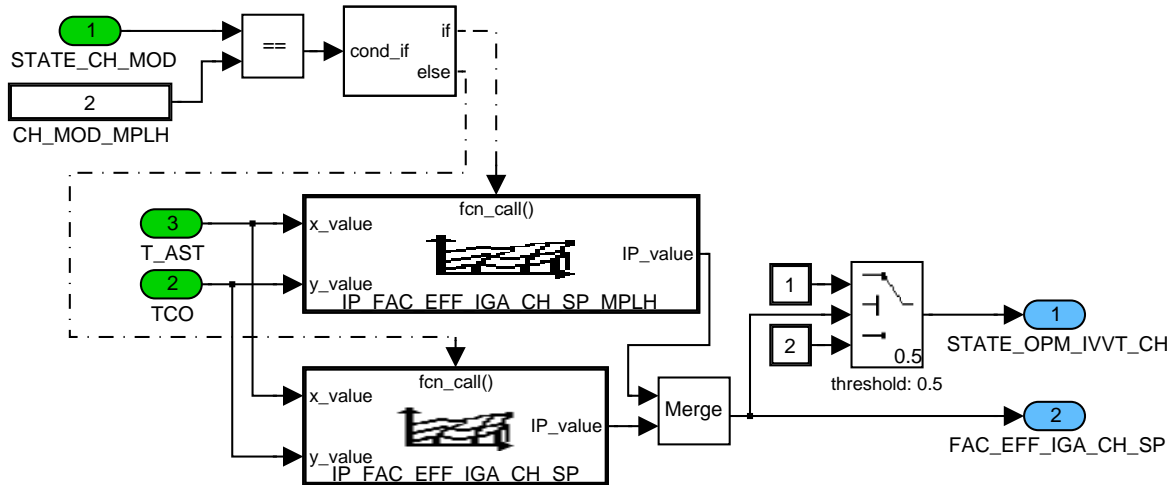 1
STATE_CH_MOD
==
cond_if
if
else
2
CH_MOD_MPLH
fcn_call()
3
T_AST
x_value
IP_value
2
TCO
y_value
IP_FAC_EFF_IGA_CH_SP_MPLH
1
2
0.5
threshold: 0.5
1
STATE_OPM_IVVT_CH
fcn_call()
x_value
IP_value
y_value
IP_FAC_EFF_IGA_CH_SP
Merge
2
FAC_EFF_IGA_CH_SP